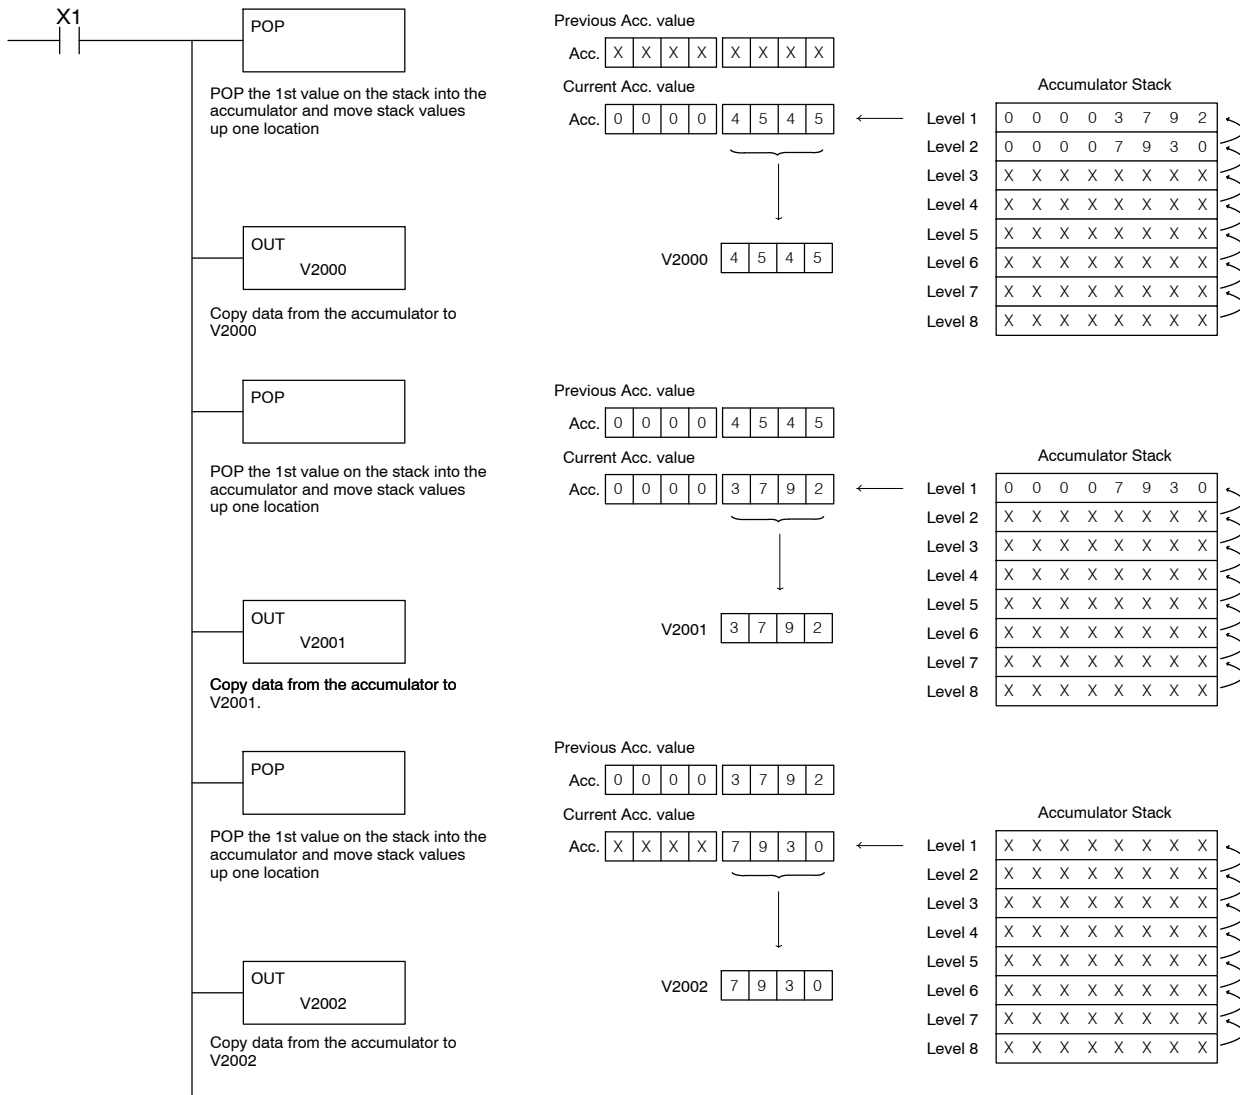 X1
POP
POP the 1st value on the stack into the
accumulator and move stack values
up one location
Previous Acc. value
Acc. X X X X X X X X
Current Acc. value
Acc. 0 0 0 0 4 5 4 5
V2000 4 5 4 5
Accumulator Stack
Level 1 0 0 0 0 3 7 9 2
Level 2 0 0 0 0 7 9 3 0
Level 3 X X X X X X X X
Level 4 X X X X X X X X
Level 5 X X X X X X X X
Level 6 X X X X X X X X
Level 7 X X X X X X X X
Level 8 X X X X X X X X
OUT
V2000
Copy data from the accumulator to
V2000
POP
POP the 1st value on the stack into the
accumulator and move stack values
up one location
Previous Acc. value
Acc. 0 0 0 0 4 5 4 5
Current Acc. value
Acc. 0 0 0 0 3 7 9 2
V2001 3 7 9 2
Accumulator Stack
Level 1 0 0 0 0 7 9 3 0
Level 2 X X X X X X X X
Level 3 X X X X X X X X
Level 4 X X X X X X X X
Level 5 X X X X X X X X
Level 6 X X X X X X X X
Level 7 X X X X X X X X
Level 8 X X X X X X X X
OUT
V2001
Copy data from the accumulator to
V2001.
POP
POP the 1st value on the stack into the
accumulator and move stack values
up one location
Previous Acc. value
Acc. 0 0 0 0 3 7 9 2
Current Acc. value
Acc. X X X X 7 9 3 0
V2002 7 9 3 0
Accumulator Stack
Level 1 X X X X X X X X
Level 2 X X X X X X X X
Level 3 X X X X X X X X
Level 4 X X X X X X X X
Level 5 X X X X X X X X
Level 6 X X X X X X X X
Level 7 X X X X X X X X
Level 8 X X X X X X X X
OUT
V2002
Copy data from the accumulator to
V2002